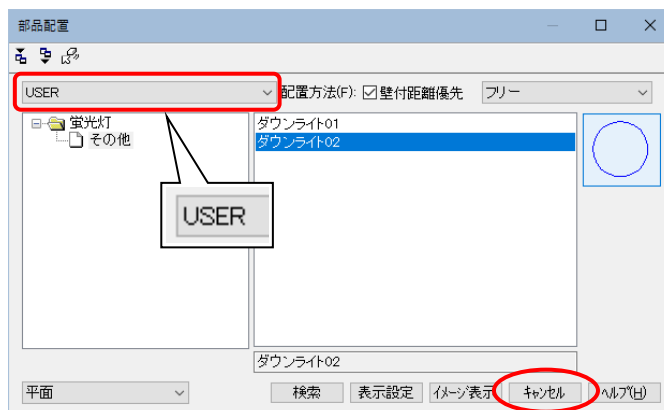 部品配置
USER
配置方法(F): 壁付距離優先 フリー
蛍光灯
その他
ダウンライト01
ダウンライト02
USER
ダウンライト02
平面 検索 表示設定 イメージ表示 キャンセル ヘルプ(H)